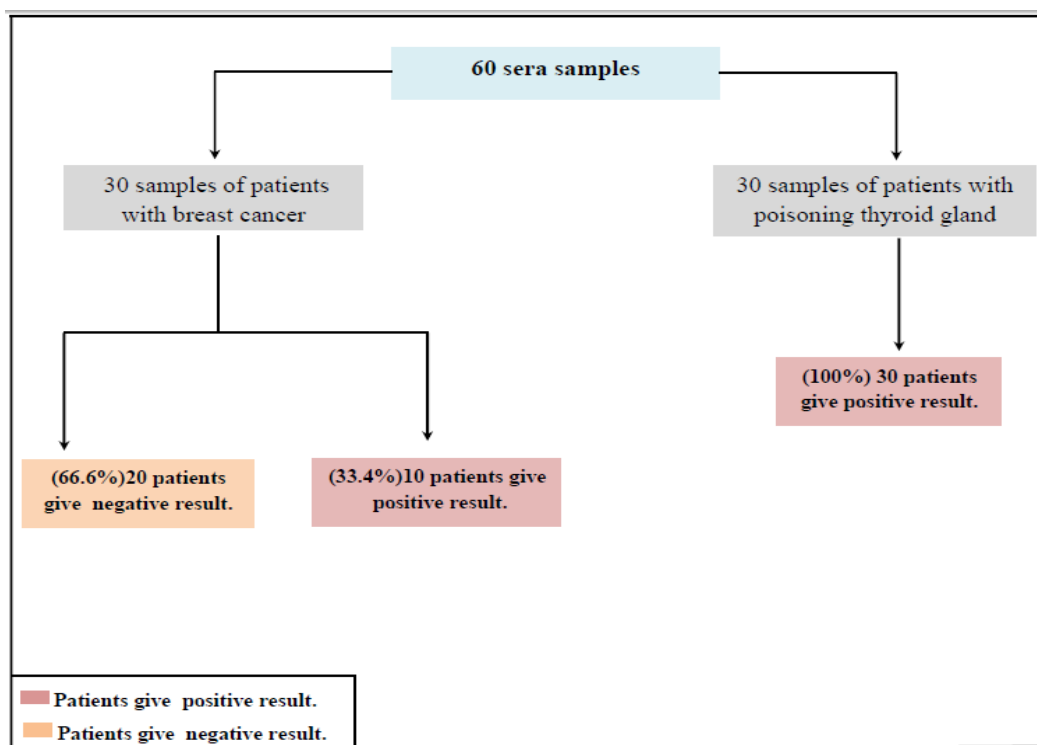 60 sera samples
30 samples of patients
with breast cancer
30 samples of patients with
poisoning thyroid gland
(100%) 30 patients
give positive result.
(66.6%)20 patients
give negative result.
(33.4%)10 patients give
positive result.
Patients give positive result.
Patients give negative result.